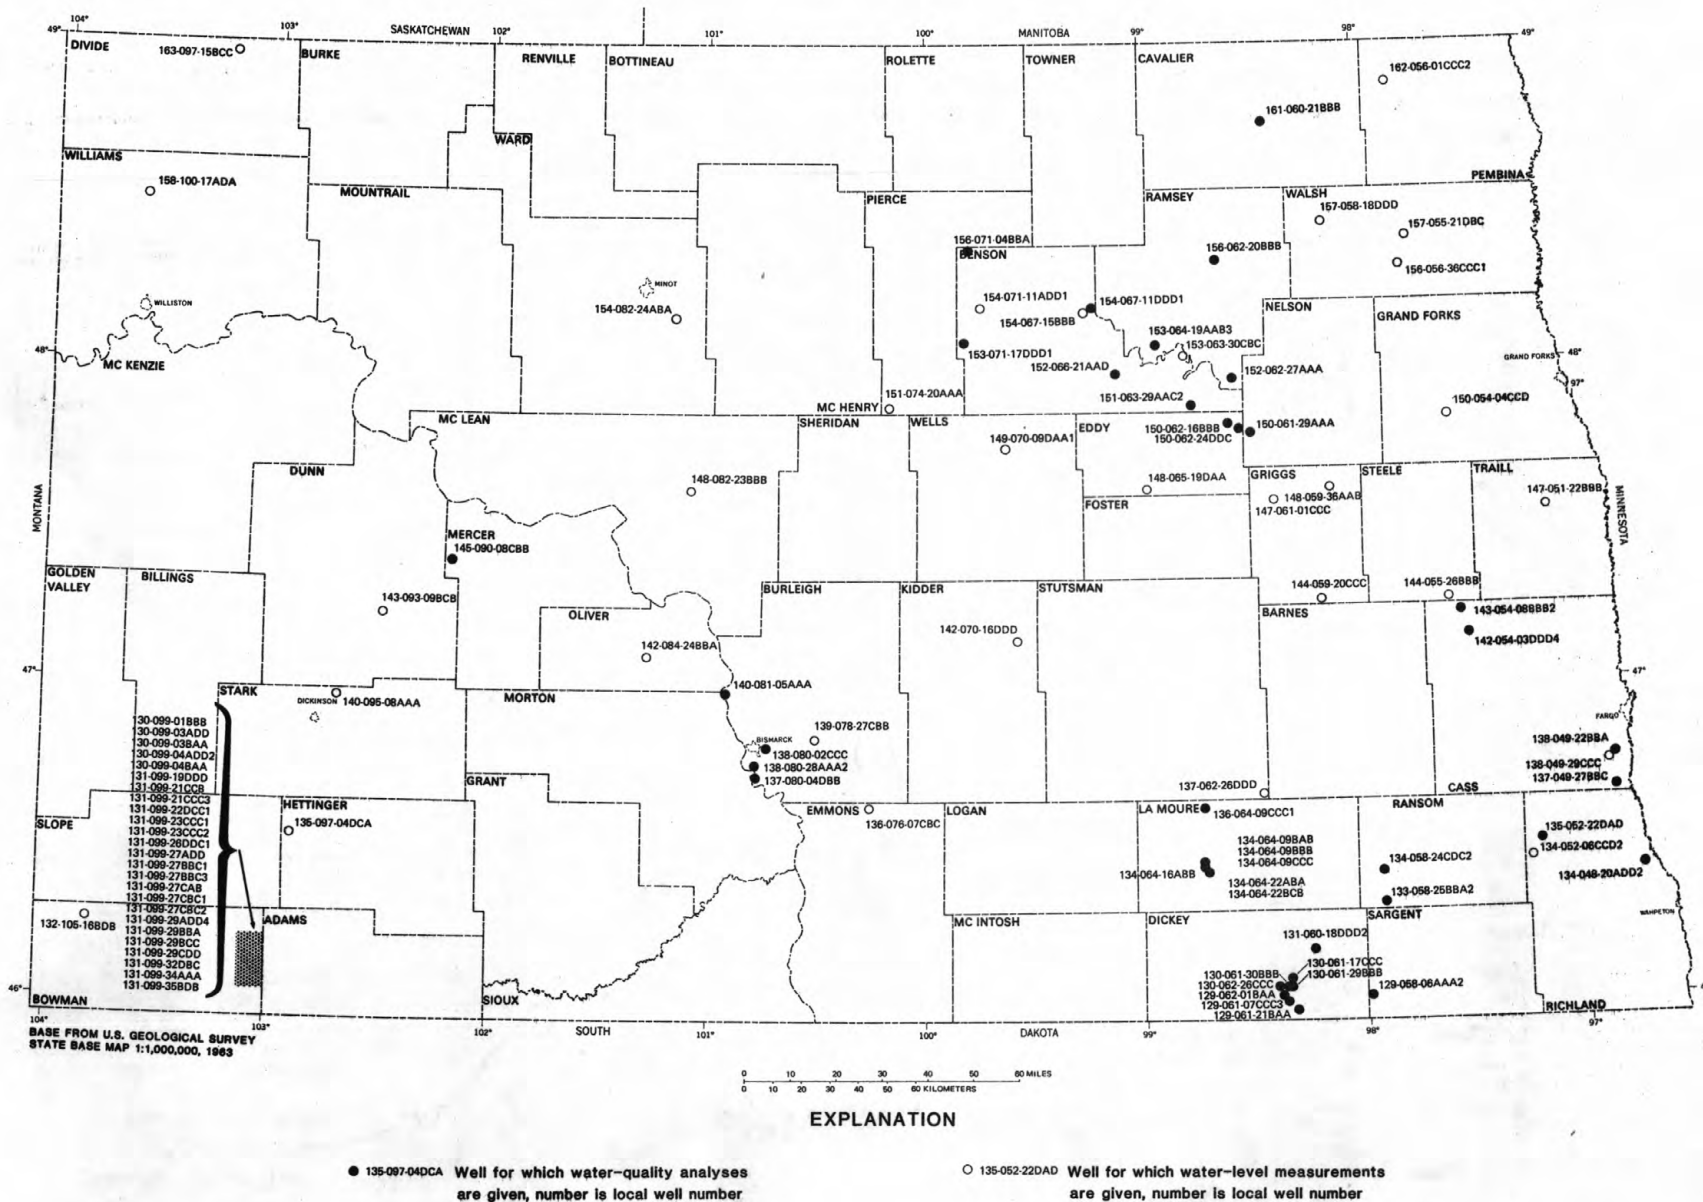 104°
103°
SASKATCHEWAN
102°
101°
100°
MANITOBA
99°
98°
49°
49°
DIVIDE
163-097-15BCC
BURKE
RENVILLE
BOTTINEAU
ROLETTE
TOWNER
CAVALIER
162-056-01CCC2
161-060-21BBB
WARD
WILLIAMS
158-100-17ADA
MOUNTRAIL
PIERCE
RAMSEY
WALSH
PEMBINA
157-058-18DDD
157-055-21DBC
156-071-04BBA
BENSON
156-062-20BBB
156-056-36CCC1
WILLISTON
MINOT
154-082-24ABA
154-071-11ADD1
154-067-11DDD1
154-067-15BBB
NELSON
GRAND FORKS
153-064-19AAB3
153-063-30CBC
153-071-17DDD1
GRAND FORKS
48°
48°
MC KENZIE
152-066-21AAD
152-062-27AAA
97°
151-074-20AAA
151-063-29AAC2
MC HENRY
150-054-04CCD
MC LEAN
SHERIDAN
WELLS
EDDY
150-062-16BBB
150-061-29AAA
150-062-24DDC
149-070-09DAA1
DUNN
148-082-23BBB
148-065-19DAA
GRIGGS
STEELE
TRAILL
148-059-36AAB
147-061-01CCC
147-051-22BBB
FOSTER
MONTANA
MINNESOTA
MERCER
145-090-08CBB
GOLDEN
VALLEY
BILLINGS
BURLEIGH
KIDDER
STUTSMAN
144-059-20CCC
144-055-26BBB
143-093-09BCB
OLIVER
BARNES
143-054-08BBB2
142-070-16DDD
142-054-03DDD4
142-084-24BBA
47°
47°
STARK
140-081-05AAA
DICKINSON
140-095-08AAA
MORTON
FARGO
130-099-01BBB
130-099-03ADD
130-099-03BAA
130-099-04ADD2
130-099-04BAA
131-099-19DDD
131-099-21CCB
131-099-21CCC3
131-099-22DCC1
131-099-23CCC1
131-099-23CCC2
131-099-26DDC1
131-099-27ADD
131-099-27BBC1
131-099-27BBC3
131-099-27CAB
131-099-27CBC1
131-099-27CBC2
131-099-29ADD4
131-099-29BBA
131-099-29BCC
131-099-29CDD
131-099-32DBC
131-099-34AAA
131-099-35BDB
139-078-27CBB
BISMARCK
138-080-02CCC
138-080-28AAA2
137-080-04DBB
138-049-22BBA
138-049-29CCC
137-049-27BBC
GRANT
137-062-26DDD
CASS
HETTINGER
135-097-04DCA
EMMONS
136-076-07CBC
LOGAN
LA MOURE
136-064-09CCC1
RANSOM
SLOPE
135-052-22DAD
134-064-09BAB
134-064-09BBB
134-064-09CCC
134-052-06CCD2
134-064-16ABB
134-058-24CDC2
134-048-20ADD2
134-064-22ABA
134-064-22BCB
133-058-25BBA2
132-105-16BDB
ADAMS
MC INTOSH
DICKEY
SARGENT
WAHPETON
131-060-18DDD2
130-061-17CCC
130-061-30BBB
130-061-29BBB
130-062-26CCC
129-062-01BAA
129-061-07CCC3
129-061-21BAA
129-058-06AAA2
46°
BOWMAN
SIOUX
RICHLAND
104°
103°
102°
SOUTH
101°
100°
DAKOTA
99°
98°
97°
BASE FROM U.S. GEOLOGICAL SURVEY
STATE BASE MAP 1:1,000,000, 1963
0 10 20 30 40 50 60 MILES
0 10 20 30 40 50 60 KILOMETERS
EXPLANATION
135-097-04DCA Well for which water-quality analyses
are given, number is local well number
135-052-22DAD Well for which water-level measurements
are given, number is local well number